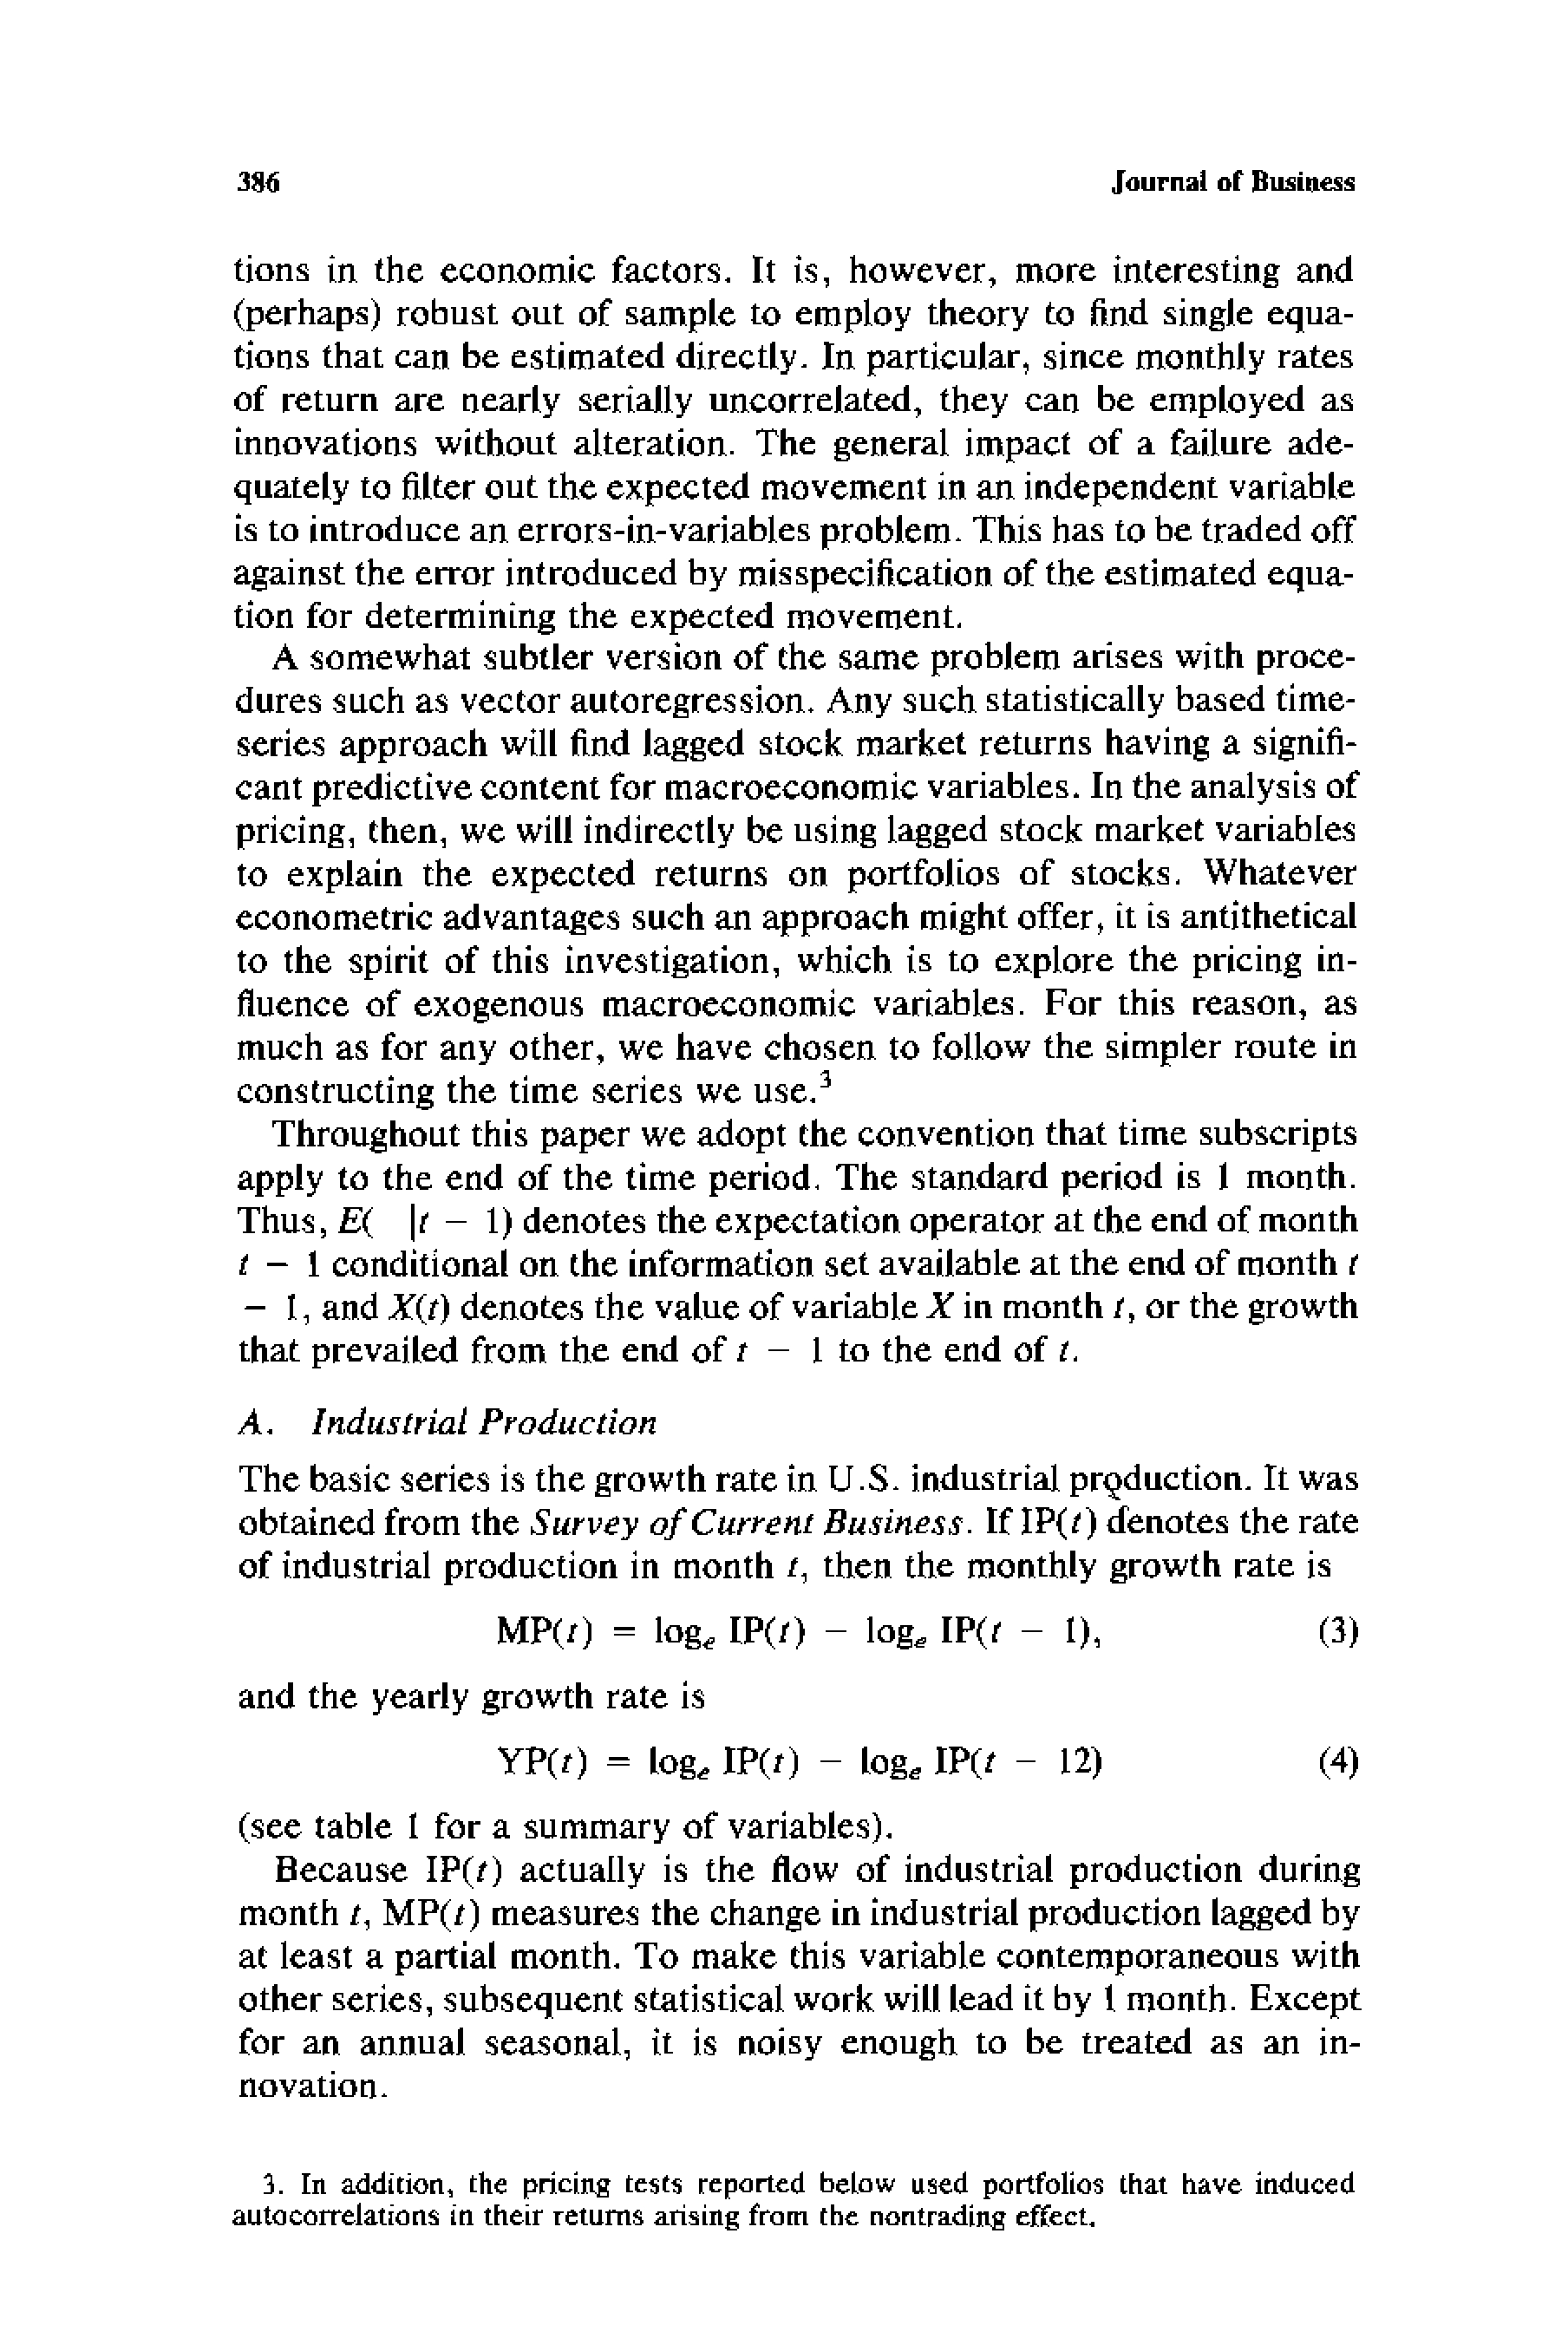 386 Journal of Business
tions in the economic factors. It is, however, more interesting and
(perhaps) robust out of sample to employ theory to find single equa-
tions that can be estimated directly. In particular, since monthly rates
of return are nearly serially uncorrelated, they can be employed as
innovations without alteration. The general impact of a failure ade-
quately to filter out the expected movement in an independent variable
is to introduce an errors-in-variables problem. This has to be traded off
against the error introduced by misspecification of the estimated equa-
tion for determining the expected movement.
A somewhat subtler version of the same problem arises with proce-
dures such as vector autoregression. Any such statistically based time-
series approach will find lagged stock market returns having a signifi-
cant predictive content for macroeconomic variables. In the analysis of
pricing, then, we will indirectly be using lagged stock market variables
to explain the expected returns on portfolios of stocks. Whatever
econometric advantages such an approach might offer, it is antithetical
to the spirit of this investigation, which is to explore the pricing in-
fluence of exogenous macroeconomic variables. For this reason, as
much as for any other, we have chosen to follow the simpler route in
constructing the time series we use.³
Throughout this paper we adopt the convention that time subscripts
apply to the end of the time period. The standard period is 1 month.
Thus, E( |t − 1) denotes the expectation operator at the end of month
t − 1 conditional on the information set available at the end of month t
− 1, and X(t) denotes the value of variable X in month t, or the growth
that prevailed from the end of t − 1 to the end of t.
A. Industrial Production
The basic series is the growth rate in U.S. industrial production. It was
obtained from the Survey of Current Business. If IP(t) denotes the rate
of industrial production in month t, then the monthly growth rate is
MP(t) = logₑ IP(t) − logₑ IP(t − 1), (3)
and the yearly growth rate is
YP(t) = logₑ IP(t) − logₑ IP(t − 12) (4)
(see table 1 for a summary of variables).
Because IP(t) actually is the flow of industrial production during
month t, MP(t) measures the change in industrial production lagged by
at least a partial month. To make this variable contemporaneous with
other series, subsequent statistical work will lead it by 1 month. Except
for an annual seasonal, it is noisy enough to be treated as an in-
novation.
3. In addition, the pricing tests reported below used portfolios that have induced
autocorrelations in their returns arising from the nontrading effect.